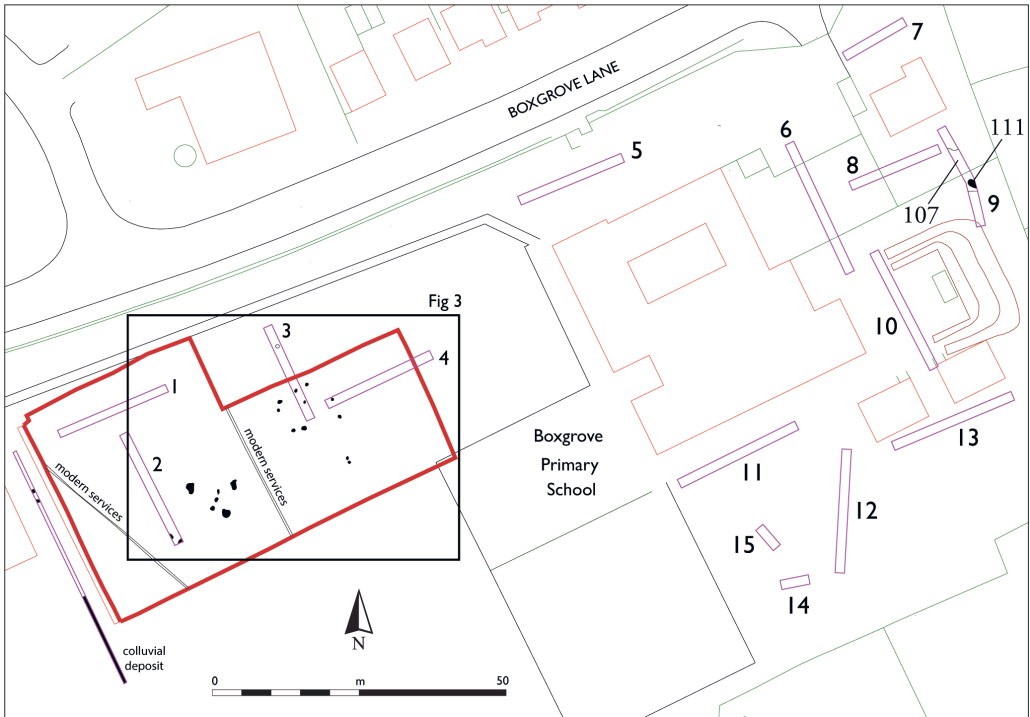 7
BOXGROVE LANE
111
6
5
8
107
9
Fig 3
3
10
4
1
modern services
13
Boxgrove
Primary
School
2
modern services
11
12
15
14
N
colluvial
deposit
0
m
50